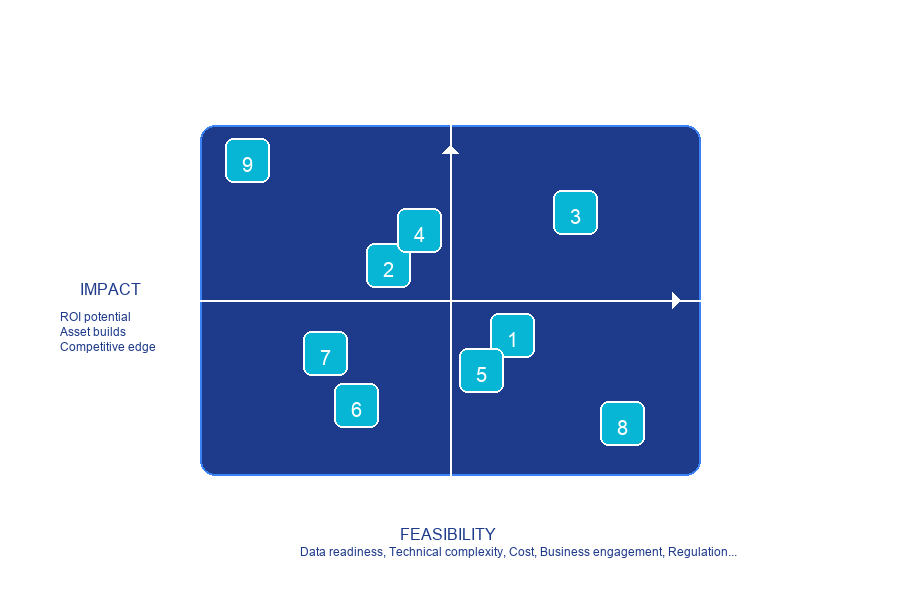 9
3
4
2
IMPACT
ROI potential
Asset builds
Competitive edge
1
7
5
6
8
FEASIBILITY
Data readiness, Technical complexity, Cost, Business engagement, Regulation...